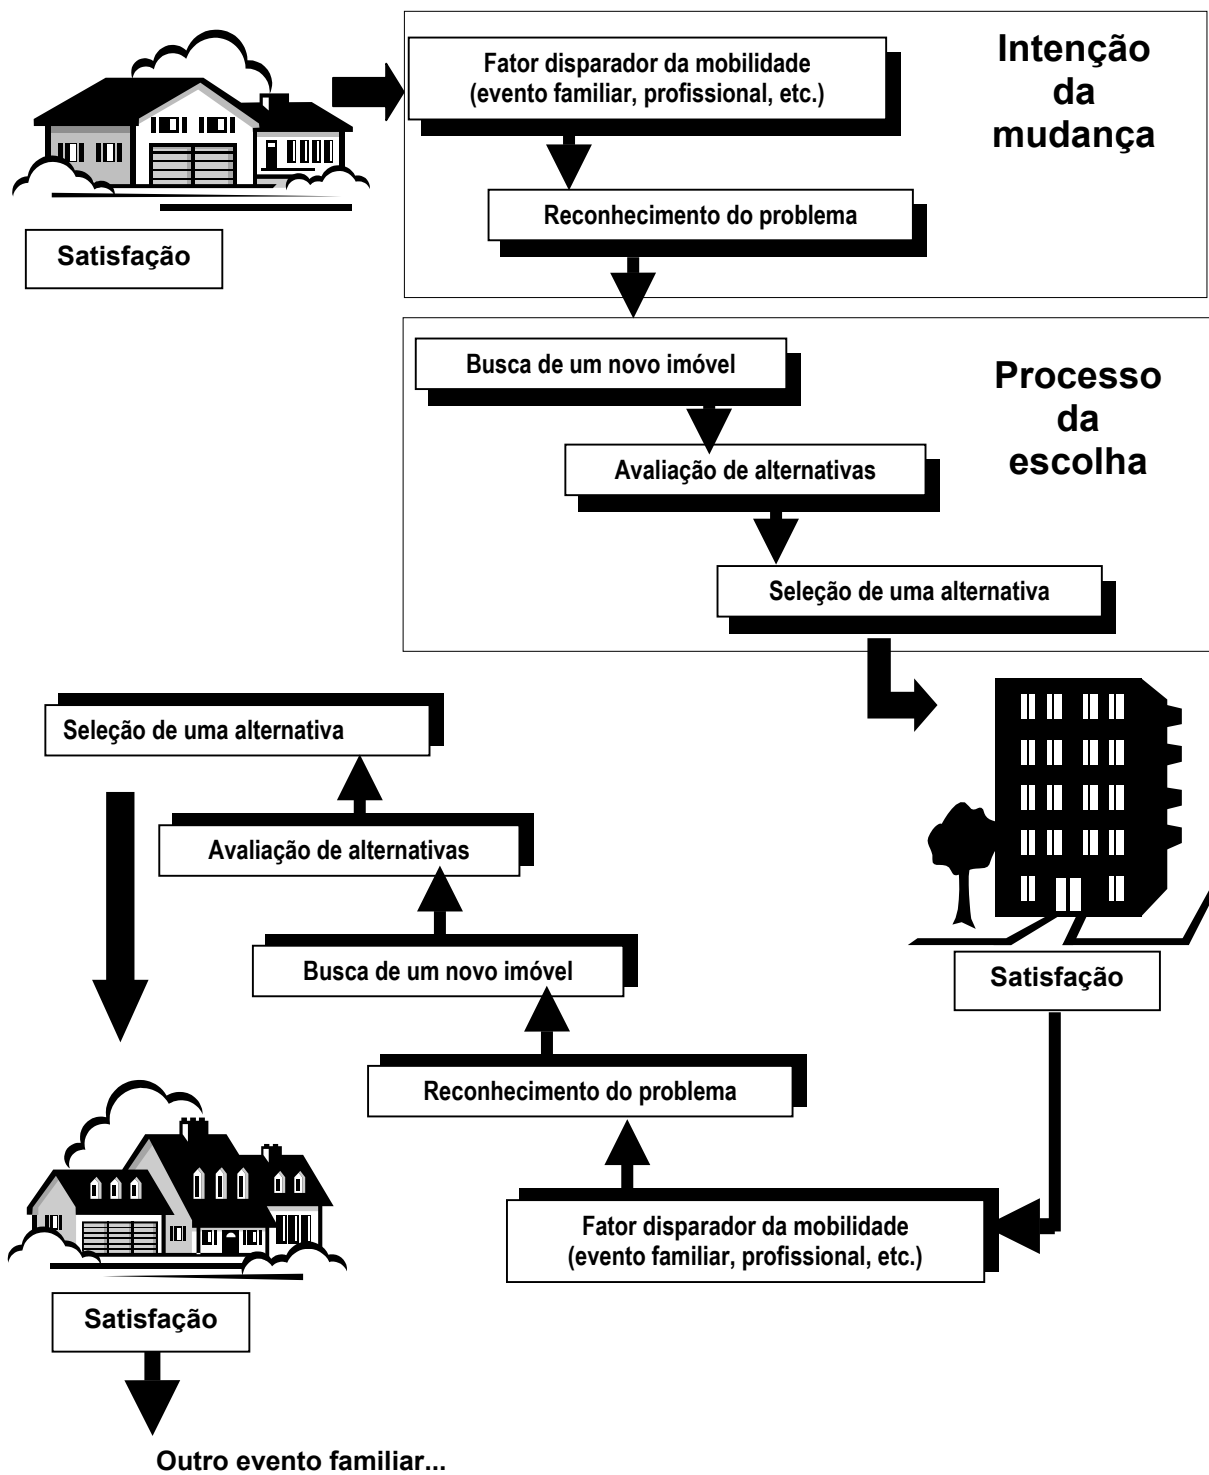 Fator disparador da mobilidade
(evento familiar, profissional, etc.)
Intenção
da
mudança
Reconhecimento do problema
Satisfação
Busca de um novo imóvel
Processo
da
escolha
Avaliação de alternativas
Seleção de uma alternativa
Seleção de uma alternativa
Avaliação de alternativas
Busca de um novo imóvel
Satisfação
Reconhecimento do problema
Fator disparador da mobilidade
(evento familiar, profissional, etc.)
Satisfação
Outro evento familiar...